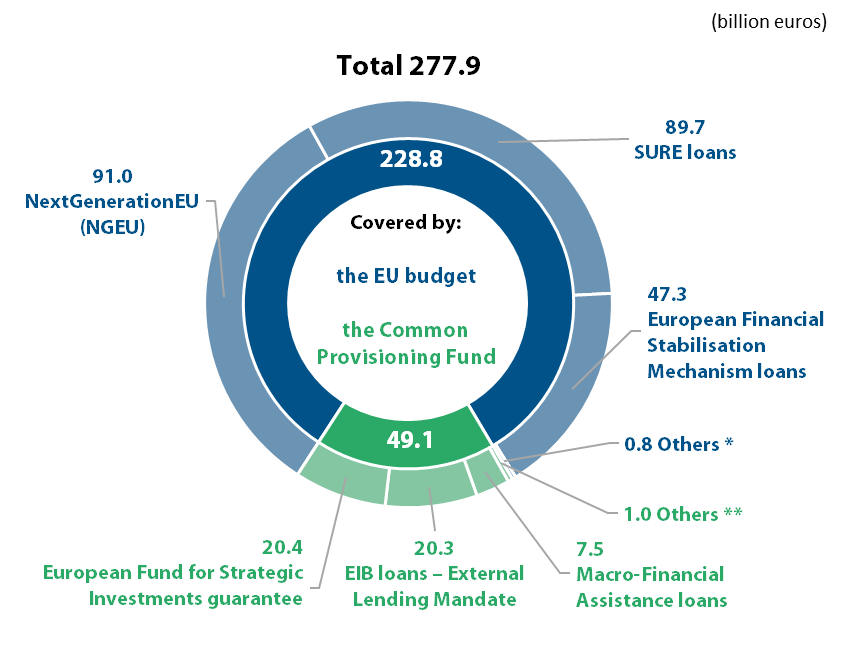 (billion euros)
Total 277.9
228.8
89.7
SURE loans
91.0
NextGenerationEU
(NGEU)
Covered by:
the EU budget
the Common
Provisioning Fund
47.3
European Financial
Stabilisation
Mechanism loans
49.1
0.8 Others *
1.0 Others **
20.4
European Fund for Strategic
Investments guarantee
20.3
EIB loans – External
Lending Mandate
7.5
Macro-Financial
Assistance loans